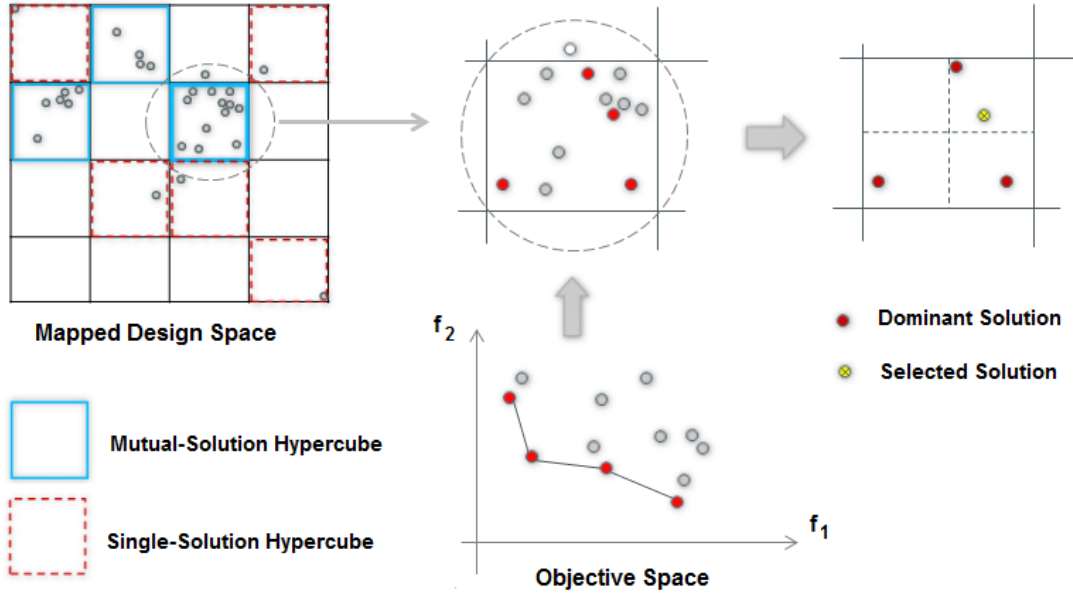 Mapped Design Space
f2
Dominant Solution
Selected Solution
Mutual-Solution Hypercube
Single-Solution Hypercube
f1
Objective Space